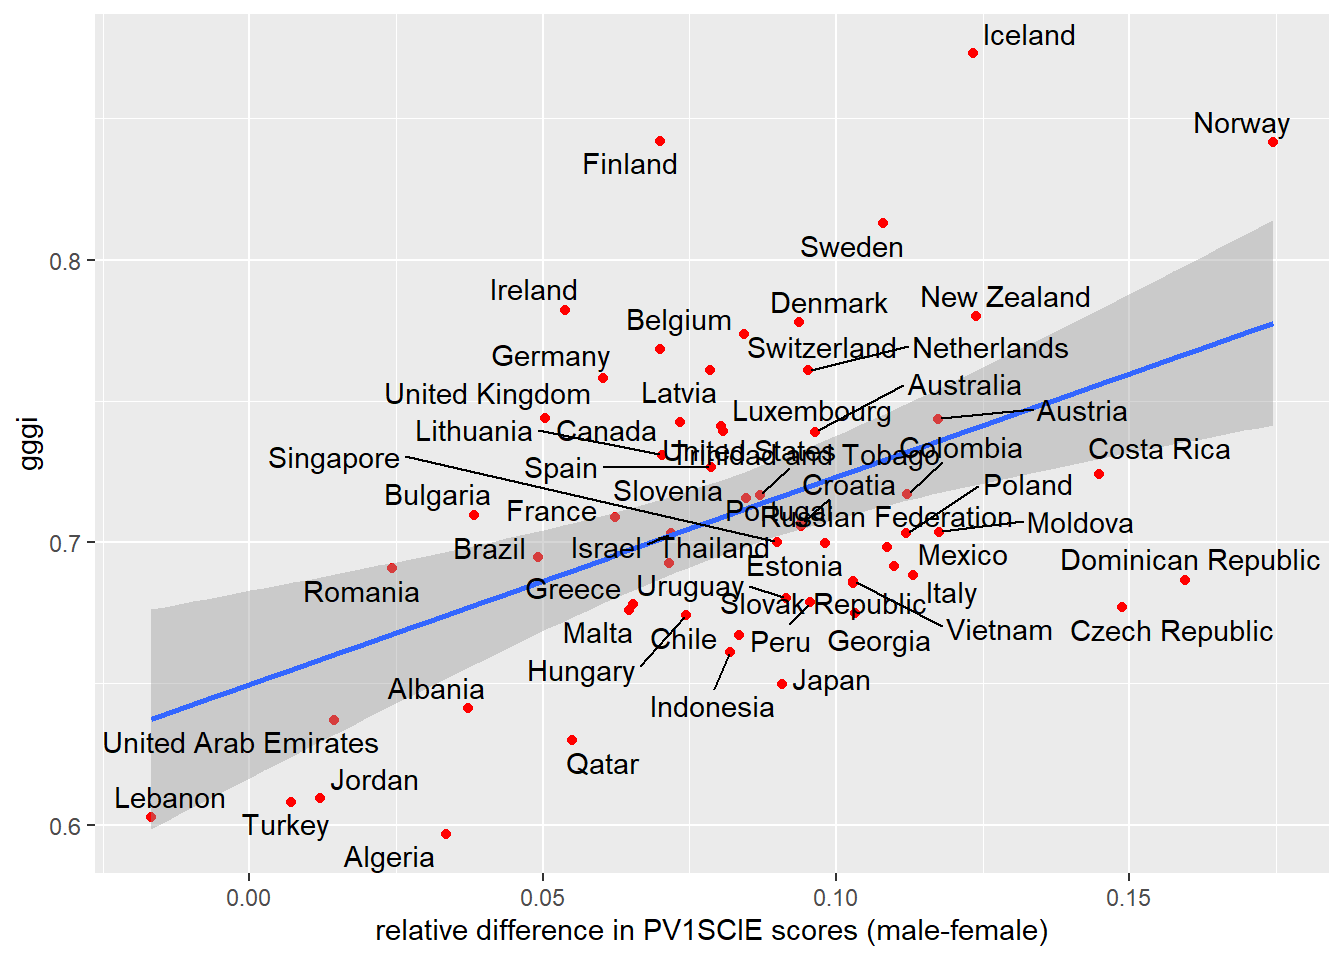 Iceland
Norway
Finland
Sweden
0.8
Ireland
New Zealand
Denmark
Belgium
Switzerland
Netherlands
Germany
Australia
United Kingdom
Latvia
Luxembourg
Austria
Lithuania
Canada
Colombia
Costa Rica
United States
Trinidad and Tobago
Singapore
Spain
Croatia
Poland
Bulgaria
Slovenia
France
Portugal
Russian Federation
Moldova
0.7
Brazil
Israel
Thailand
Mexico
Dominican Republic
Estonia
Romania
Greece
Uruguay
Italy
Slovak Republic
Malta
Chile
Peru
Georgia
Vietnam
Czech Republic
Hungary
Albania
Japan
Indonesia
United Arab Emirates
Qatar
Jordan
Lebanon
Turkey
0.6
Algeria
gggi
0.00
0.05
0.10
0.15
relative difference in PV1SCIE scores (male-female)